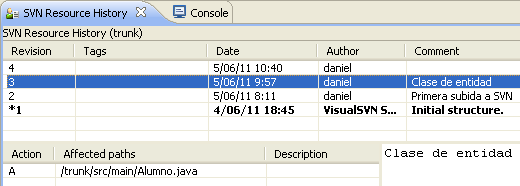 SVN Resource History Console
SVN Resource History (trunk)
Revision Tags Date Author Comment
4 5/06/11 10:40 daniel
3 5/06/11 9:57 daniel Clase de entidad
2 5/06/11 8:11 daniel Primera subida a SVN
*1 4/06/11 18:45 VisualSVN S... Initial structure.
Action Affected paths Description
Clase de entidad
A /trunk/src/main/Alumno.java